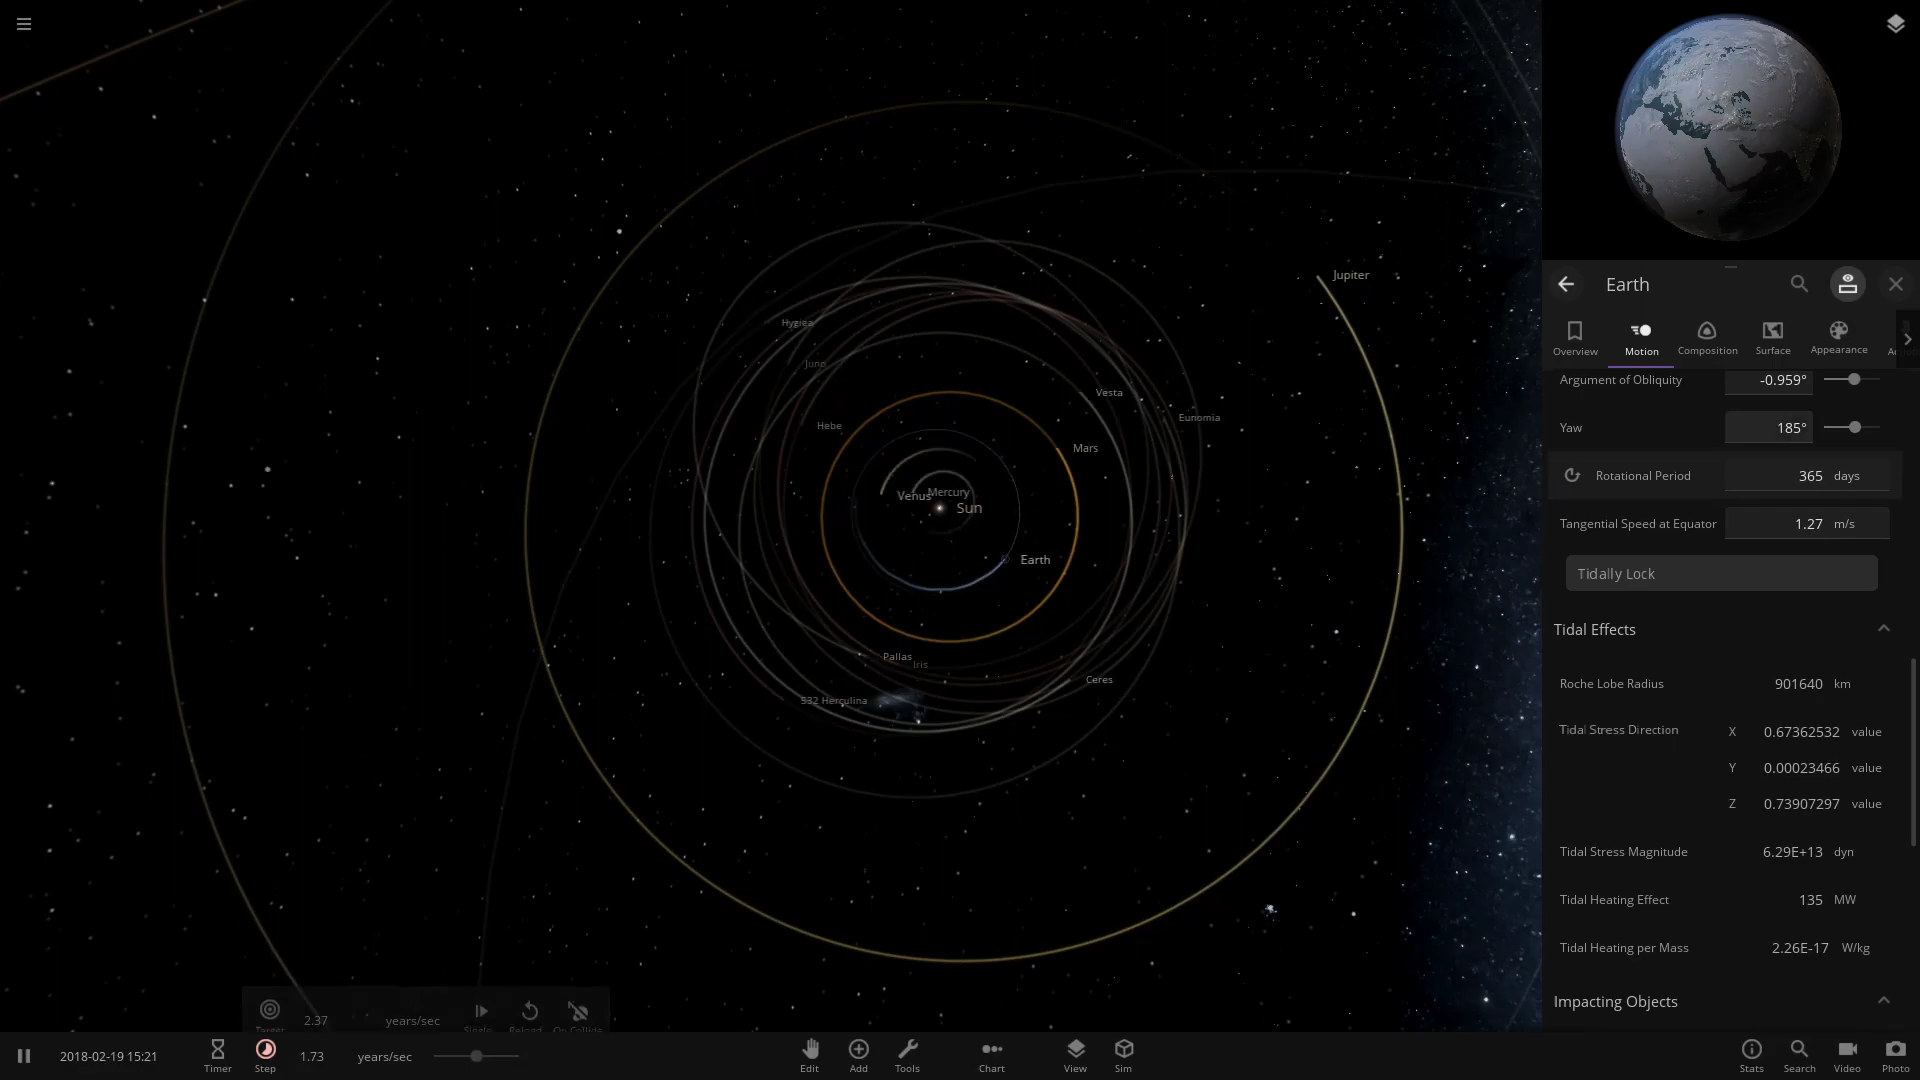 Jupiter
Hygiea
Juno
Vesta
Eunomia
Hebe
Mars
Venus
Mercury
Sun
Earth
Pallas
Iris
Ceres
532 Herculina
Earth
Overview
Motion
Composition
Surface
Appearance
Argument of Obliquity -0.959°
Yaw 185°
Rotational Period 365 days
Tangential Speed at Equator 1.27 m/s
Tidally Lock
Tidal Effects
Roche Lobe Radius 901640 km
Tidal Stress Direction X 0.67362532 value
Y 0.00023466 value
Z 0.73907297 value
Tidal Stress Magnitude 6.29E+13 dyn
Tidal Heating Effect 135 MW
Tidal Heating per Mass 2.26E-17 W/kg
Impacting Objects
Target 2.37 years/sec Single Reload On Collide
2018-02-19 15:21
Timer
Step
1.73 years/sec
Edit
Add
Tools
Chart
View
Sim
Stats
Search
Video
Photo